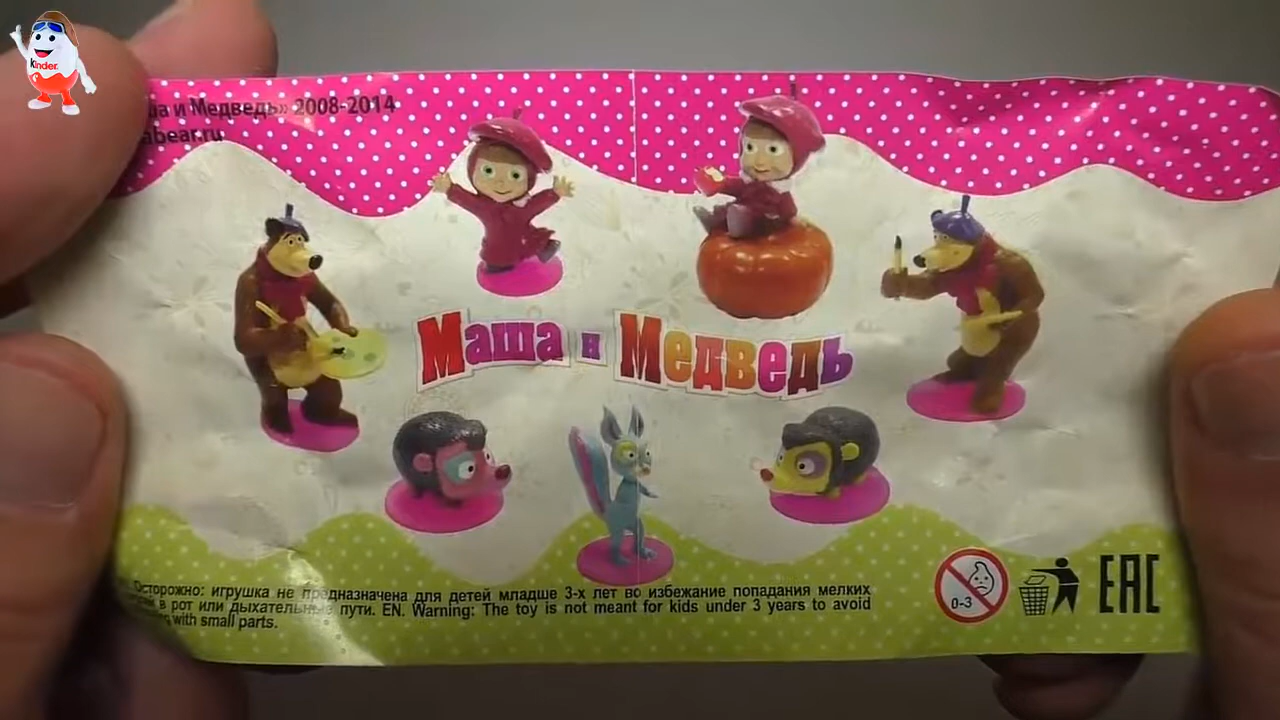 Kinder
ша и Медведь» 2008-2014
abear.ru
Маша и Медведь
Осторожно: игрушка не предназначена для детей младше 3-х лет во избежание попадания мелких
в рот или дыхательные пути. EN. Warning: The toy is not meant for kids under 3 years to avoid
with small parts.
0-3
EAC